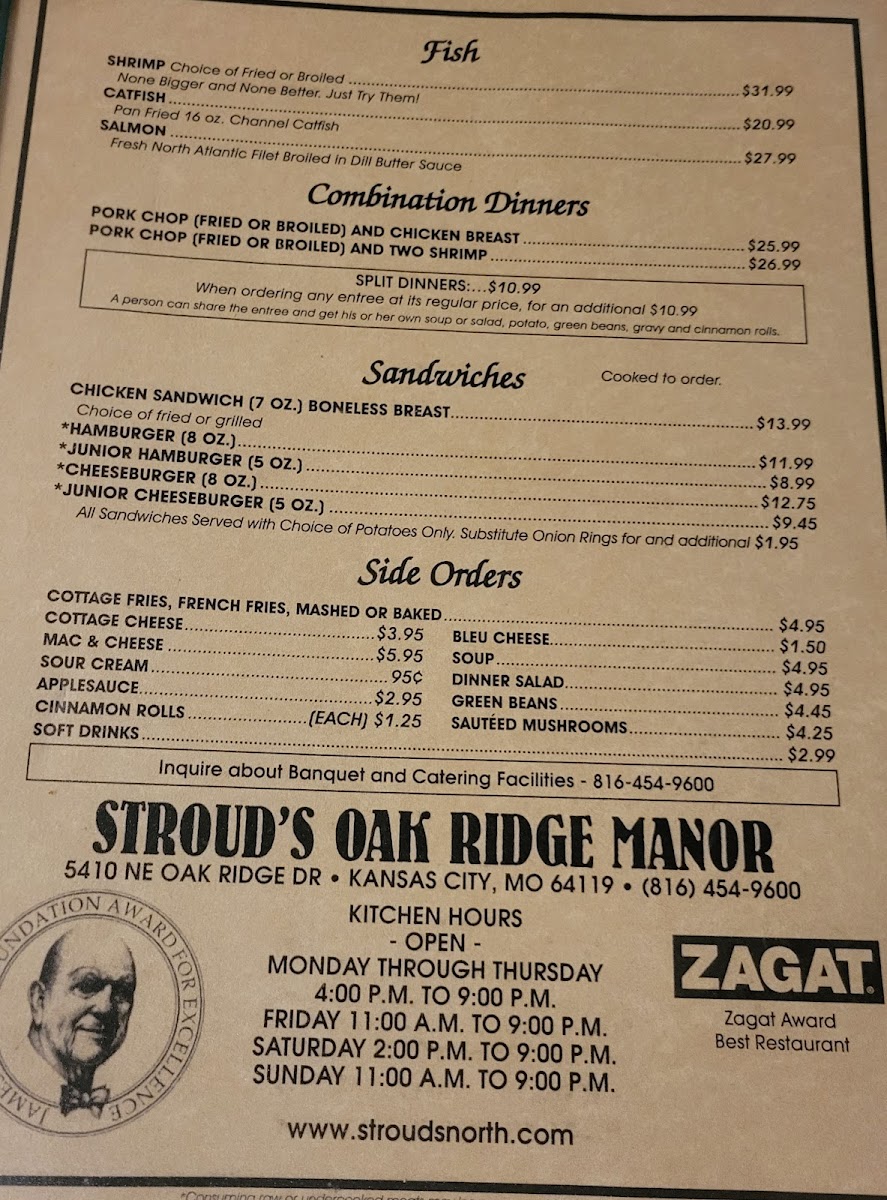 Fish
SHRIMP Choice of Fried or Broiled ..... $31.99
None Bigger and None Better. Just Try Them!
CATFISH ..... $20.99
Pan Fried 16 oz. Channel Catfish
SALMON ..... $27.99
Fresh North Atlantic Filet Broiled in Dill Butter Sauce
Combination Dinners
PORK CHOP (FRIED OR BROILED) AND CHICKEN BREAST ..... $25.99
PORK CHOP (FRIED OR BROILED) AND TWO SHRIMP ..... $26.99
SPLIT DINNERS:...$10.99
When ordering any entree at its regular price, for an additional $10.99
A person can share the entree and get his or her own soup or salad, potato, green beans, gravy and cinnamon rolls.
Sandwiches Cooked to order.
CHICKEN SANDWICH (7 OZ.) BONELESS BREAST ..... $13.99
Choice of fried or grilled
*HAMBURGER (8 OZ.) ..... $11.99
*JUNIOR HAMBURGER (5 OZ.) ..... $8.99
*CHEESEBURGER (8 OZ.) ..... $12.75
*JUNIOR CHEESEBURGER (5 OZ.) ..... $9.45
All Sandwiches Served with Choice of Potatoes Only. Substitute Onion Rings for and additional $1.95
Side Orders
COTTAGE FRIES, FRENCH FRIES, MASHED OR BAKED ..... $4.95
COTTAGE CHEESE ..... $3.95
MAC & CHEESE ..... $5.95
SOUR CREAM ..... 95¢
APPLESAUCE ..... $2.95
CINNAMON ROLLS ..... (EACH) $1.25
BLEU CHEESE ..... $1.50
SOUP ..... $4.95
DINNER SALAD ..... $4.95
GREEN BEANS ..... $4.45
SAUTÉED MUSHROOMS ..... $4.25
SOFT DRINKS ..... $2.99
Inquire about Banquet and Catering Facilities - 816-454-9600
STROUD'S OAK RIDGE MANOR
5410 NE OAK RIDGE DR • KANSAS CITY, MO 64119 • (816) 454-9600
KITCHEN HOURS
- OPEN -
MONDAY THROUGH THURSDAY
4:00 P.M. TO 9:00 P.M.
FRIDAY 11:00 A.M. TO 9:00 P.M.
SATURDAY 2:00 P.M. TO 9:00 P.M.
SUNDAY 11:00 A.M. TO 9:00 P.M.
www.stroudsnorth.com
JAME
NDATION AWARD FOR EXCELLENCE
ZAGAT®
Zagat Award
Best Restaurant
*Consuming raw or undercooked meats